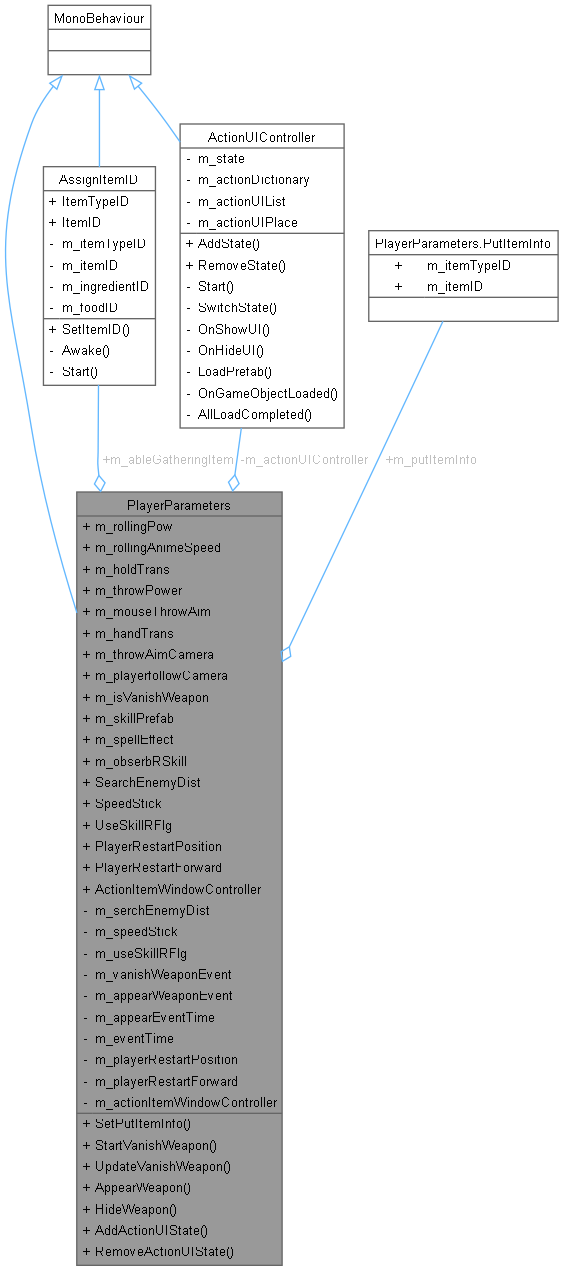 MonoBehaviour
ActionUIController
- m_state
- m_actionDictionary
- m_actionUIList
- m_actionUIPlace
+ AddState()
+ RemoveState()
- Start()
- SwitchState()
- OnShowUI()
- OnHideUI()
- LoadPrefab()
- OnGameObjectLoaded()
- AllLoadCompleted()
AssignItemID
+ ItemTypeID
+ ItemID
- m_itemTypeID
- m_itemID
- m_ingredientID
- m_foodID
+ SetItemID()
- Awake()
- Start()
PlayerParameters.PutItemInfo
+ m_itemTypeID
+ m_itemID
+m_ableGatheringItem
-m_actionUIController
+m_putItemInfo
PlayerParameters
+ m_rollingPow
+ m_rollingAnimeSpeed
+ m_holdTrans
+ m_throwPower
+ m_mouseThrowAim
+ m_handTrans
+ m_throwAimCamera
+ m_playerfollowCamera
+ m_isVanishWeapon
+ m_skillPrefab
+ m_spellEffect
+ m_obserbRSkill
+ SearchEnemyDist
+ SpeedStick
+ UseSkillRFlg
+ PlayerRestartPosition
+ PlayerRestartForward
+ ActionItemWindowController
- m_serchEnemyDist
- m_speedStick
- m_useSkillRFlg
- m_vanishWeaponEvent
- m_appearWeaponEvent
- m_appearEventTime
- m_eventTime
- m_playerRestartPosition
- m_playerRestartForward
- m_actionItemWindowController
+ SetPutItemInfo()
+ StartVanishWeapon()
+ UpdateVanishWeapon()
+ AppearWeapon()
+ HideWeapon()
+ AddActionUIState()
+ RemoveActionUIState()